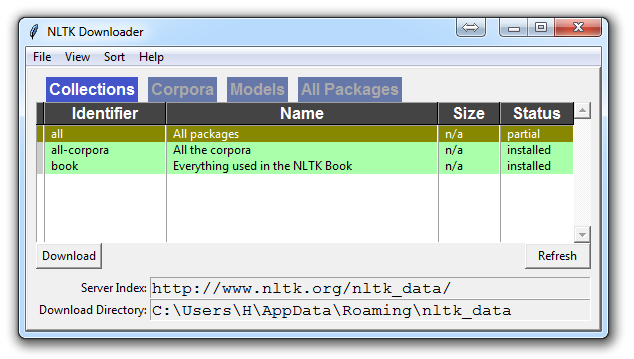 NLTK Downloader
File View Sort Help
Collections Corpora Models All Packages
Identifier Name Size Status
all All packages n/a partial
all-corpora All the corpora n/a installed
book Everything used in the NLTK Book n/a installed
Download Refresh
Server Index: http://www.nltk.org/nltk_data/
Download Directory: C:\Users\H\AppData\Roaming\nltk_data